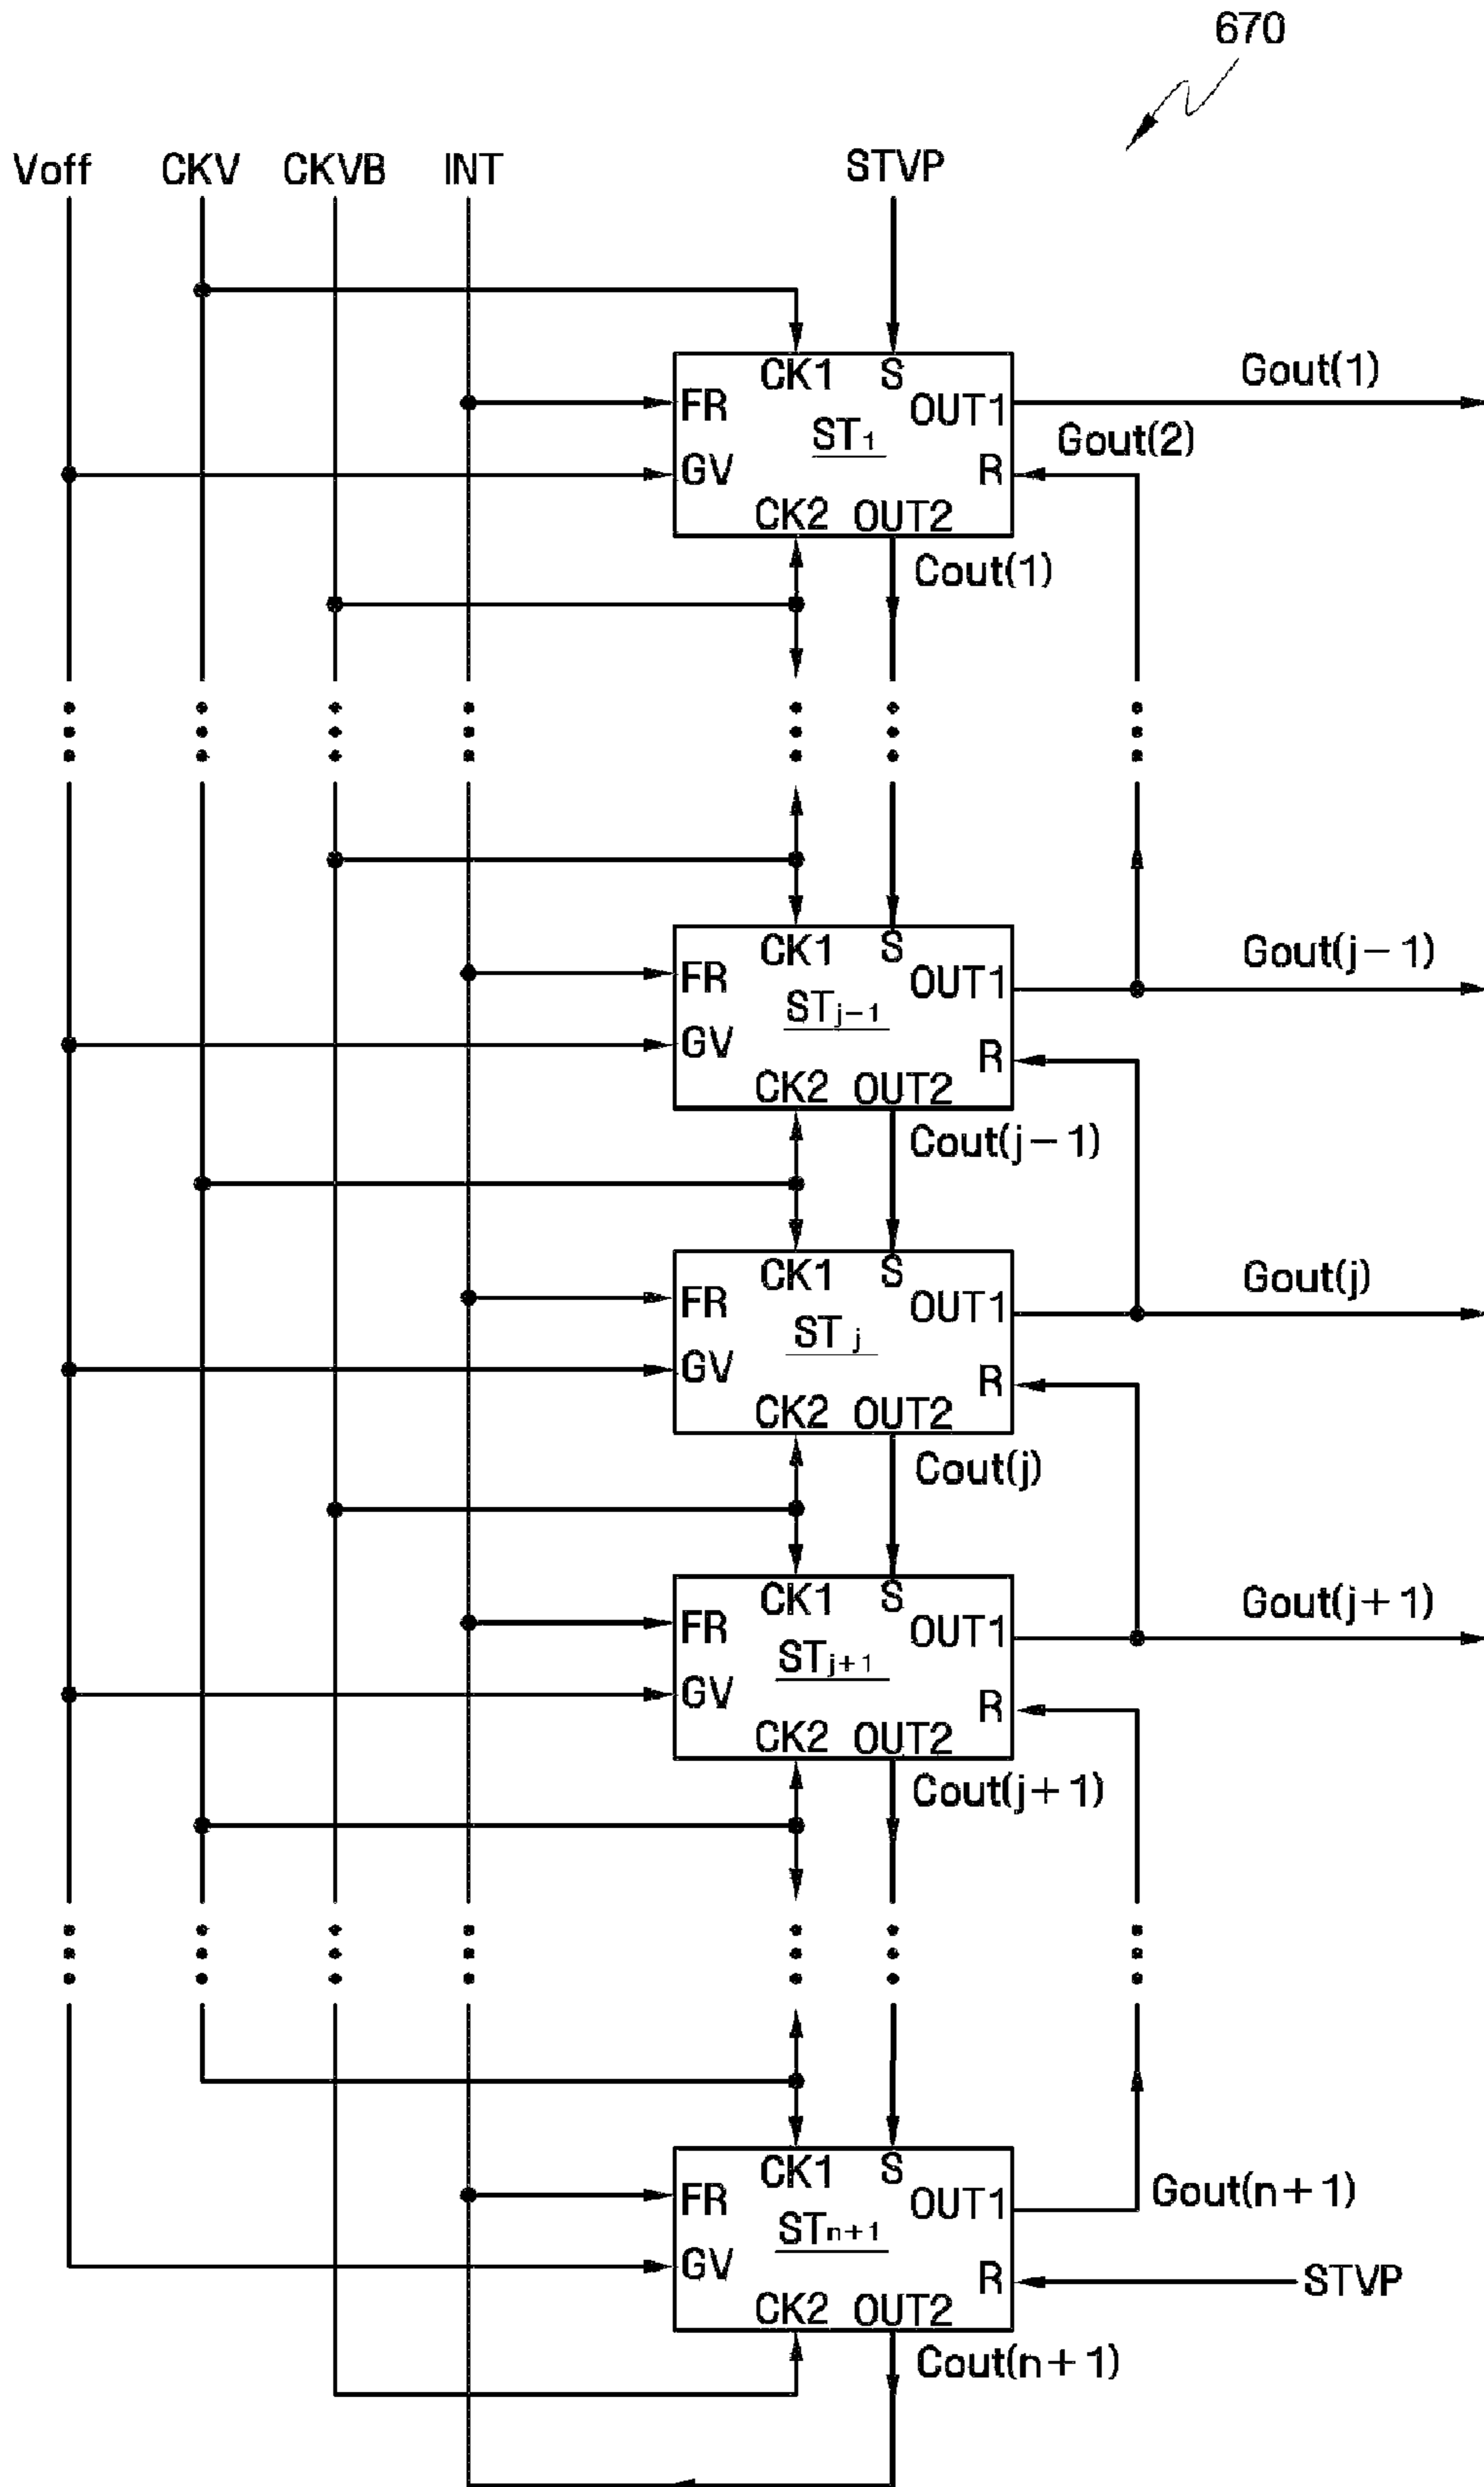 670
Voff CKV CKVB INT STVP
CK1 S
FR OUT1 Gout(1)
ST1 Gout(2)
GV R
CK2 OUT2
Cout(1)
CK1 S
FR OUT1 Gout(j-1)
STj-1
GV R
CK2 OUT2
Cout(j-1)
CK1 S
FR OUT1 Gout(j)
ST j
GV R
CK2 OUT2
Cout(j)
CK1 S
FR OUT1 Gout(j+1)
STj+1
GV R
CK2 OUT2
Cout(j+1)
CK1 S
FR OUT1 Gout(n+1)
STn+1
GV R STVP
CK2 OUT2
Cout(n+1)